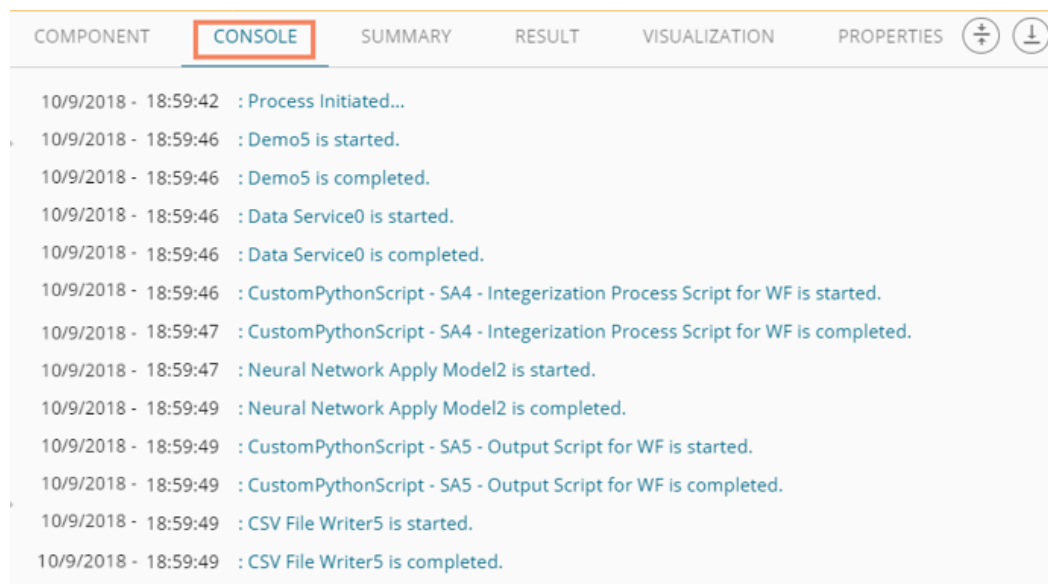 COMPONENT CONSOLE SUMMARY RESULT VISUALIZATION PROPERTIES
10/9/2018 - 18:59:42 : Process Initiated...
10/9/2018 - 18:59:46 : Demo5 is started.
10/9/2018 - 18:59:46 : Demo5 is completed.
10/9/2018 - 18:59:46 : Data Service0 is started.
10/9/2018 - 18:59:46 : Data Service0 is completed.
10/9/2018 - 18:59:46 : CustomPythonScript - SA4 - Integerization Process Script for WF is started.
10/9/2018 - 18:59:47 : CustomPythonScript - SA4 - Integerization Process Script for WF is completed.
10/9/2018 - 18:59:47 : Neural Network Apply Model2 is started.
10/9/2018 - 18:59:49 : Neural Network Apply Model2 is completed.
10/9/2018 - 18:59:49 : CustomPythonScript - SA5 - Output Script for WF is started.
10/9/2018 - 18:59:49 : CustomPythonScript - SA5 - Output Script for WF is completed.
10/9/2018 - 18:59:49 : CSV File Writer5 is started.
10/9/2018 - 18:59:49 : CSV File Writer5 is completed.